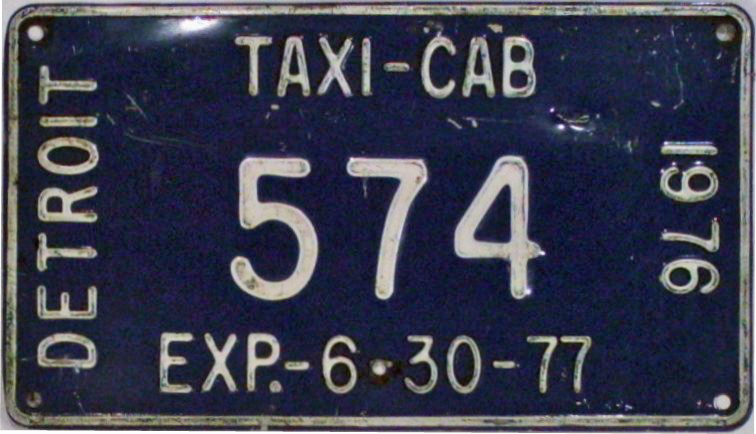 TAXI-CAB
DETROIT
574
1976
EXP.-6-30-77